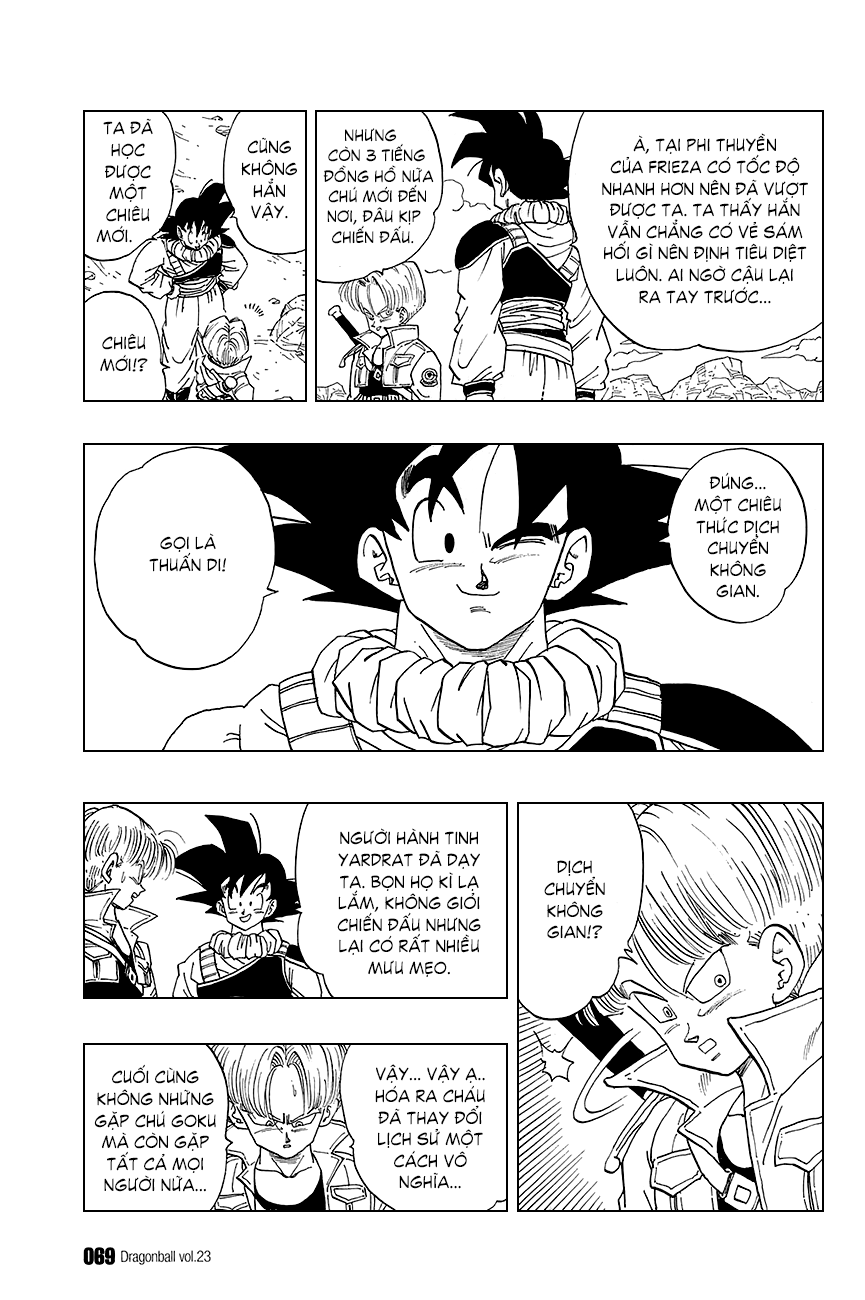 À, TẠI PHI THUYỀN
CỦA FRIEZA CÓ TỐC ĐỘ
NHANH HƠN NÊN ĐÃ VƯỢT
ĐƯỢC TA. TA THẤY HẮN
VẪN CHẲNG CÓ VẺ SÁM
HỐI GÌ NÊN ĐỊNH TIÊU DIỆT
LUÔN. AI NGỜ CẬU LẠI
RA TAY TRƯỚC...
NHƯNG
CÒN 3 TIẾNG
ĐỒNG HỒ NỮA
CHÚ MỚI ĐẾN
NƠI, ĐÂU KỊP
CHIẾN ĐẤU.
CŨNG
KHÔNG
HẲN
VẬY.
TA ĐÃ
HỌC
ĐƯỢC
MỘT
CHIÊU
MỚI.
CHIÊU
MỚI!?
ĐÚNG...
MỘT CHIÊU
THỨC DỊCH
CHUYỂN
KHÔNG
GIAN.
GỌI LÀ
THUẤN DI!
DỊCH
CHUYỂN
KHÔNG
GIAN!?
NGƯỜI HÀNH TINH
YARDRAT ĐÃ DẠY
TA. BỌN HỌ KÌ LẠ
LẮM, KHÔNG GIỎI
CHIẾN ĐẤU NHƯNG
LẠI CÓ RẤT NHIỀU
MƯU MẸO.
VẬY... VẬY Ạ..
HÓA RA CHÁU
ĐÃ THAY ĐỔI
LỊCH SỬ MỘT
CÁCH VÔ
NGHĨA...
CUỐI CÙNG
KHÔNG NHỮNG
GẶP CHÚ GOKU
MÀ CÒN GẶP
TẤT CẢ MỌI
NGƯỜI NỮA...
069 Dragonball vol.23